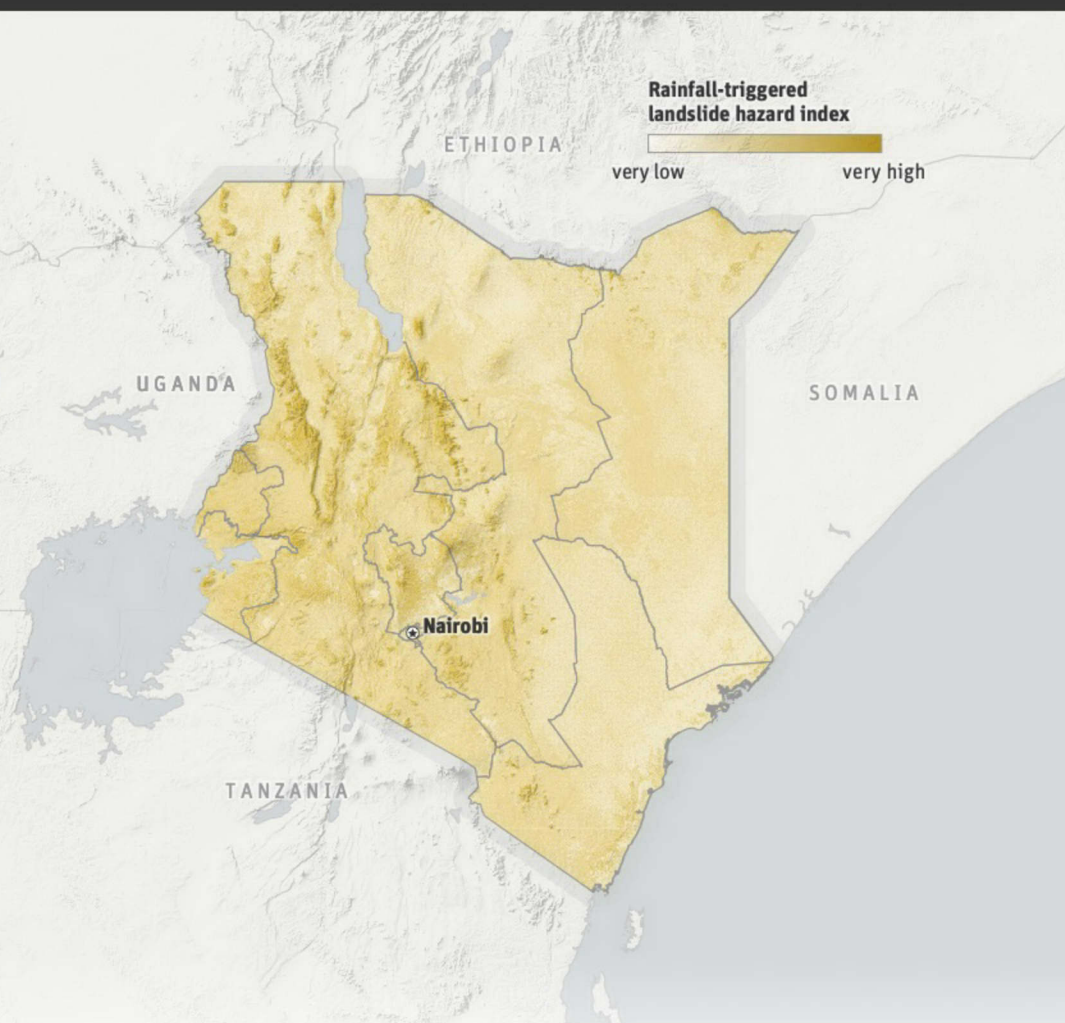 Rainfall-triggered
landslide hazard index
very low very high
ETHIOPIA
UGANDA
SOMALIA
Nairobi
TANZANIA